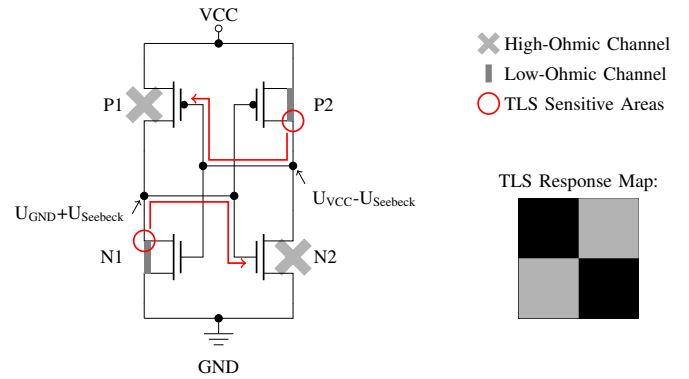 VCC
High-Ohmic Channel
Low-Ohmic Channel
TLS Sensitive Areas
P1
P2
TLS Response Map:
U_GND+U_Seebeck
U_VCC-U_Seebeck
N1
N2
GND